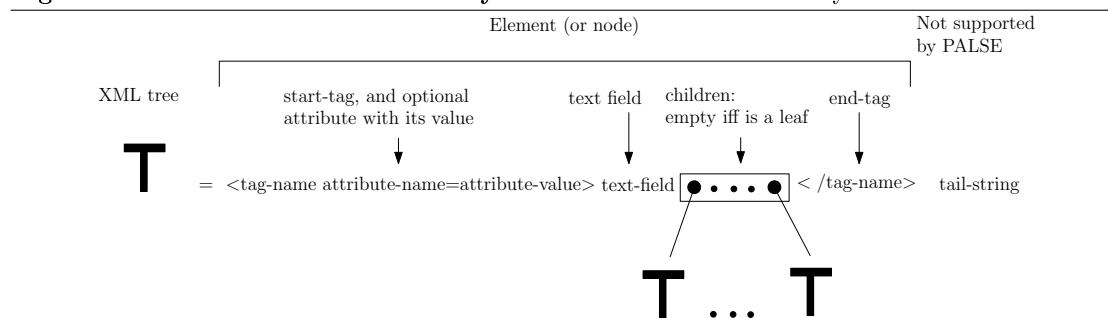 Element (or node)
Not supported
by PALSE
XML tree
start-tag, and optional
attribute with its value
text field
children:
empty iff is a leaf
end-tag
T
= <tag-name attribute-name=attribute-value> text-field < /tag-name> tail-string
T T